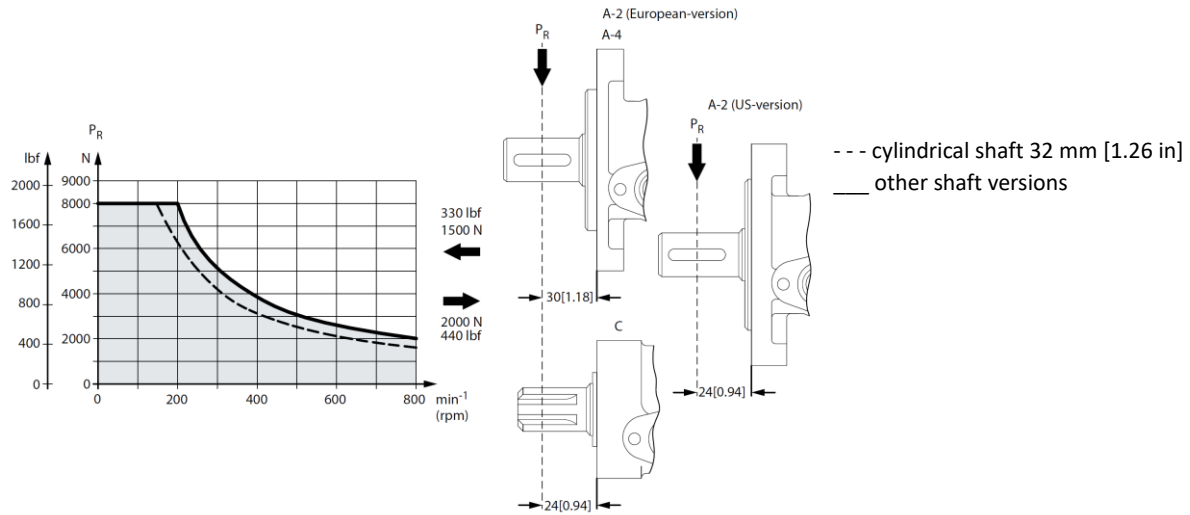 P_R
lbf
N
2000
1600
1200
800
400
0
9000
8000
6000
4000
2000
0
0
200
400
600
800
min⁻¹
(rpm)
330 lbf
1500 N
2000 N
440 lbf
A-2 (European-version)
P_R
A-4
30[1.18]
C
24[0.94]
A-2 (US-version)
P_R
24[0.94]
- - - cylindrical shaft 32 mm [1.26 in]
___ other shaft versions